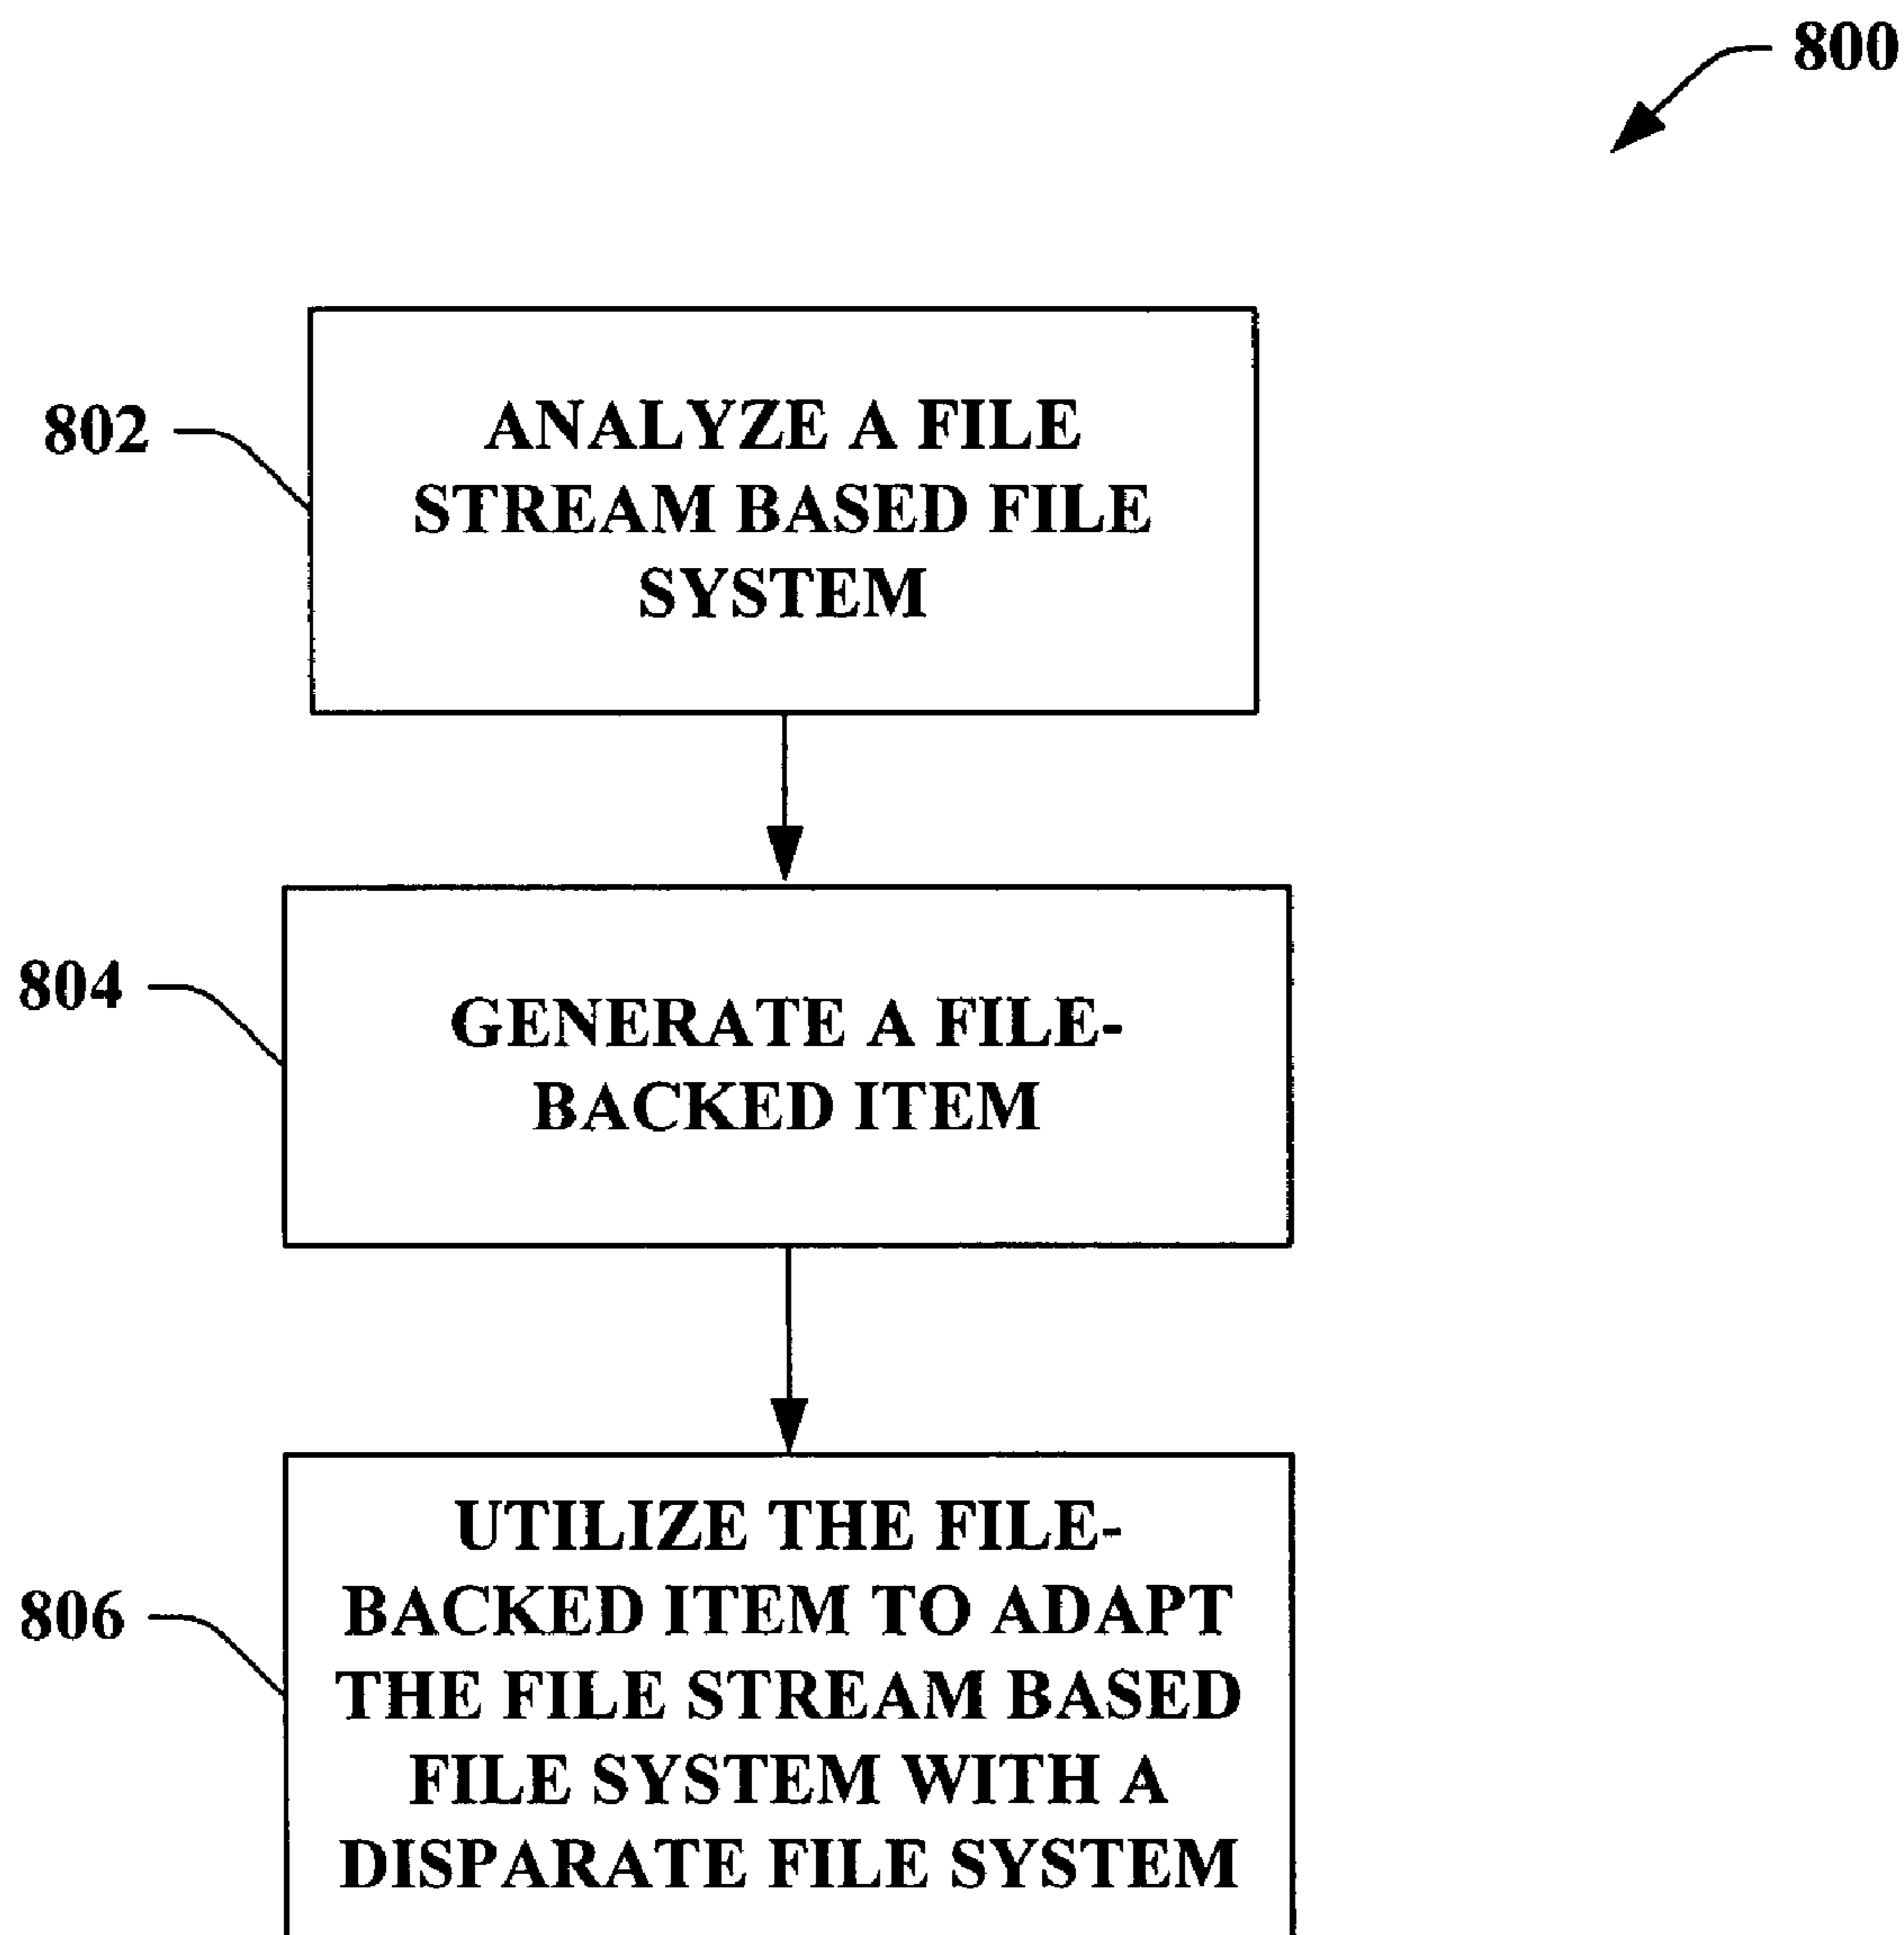 800
802
ANALYZE A FILE
STREAM BASED FILE
SYSTEM
804
GENERATE A FILE-
BACKED ITEM
806
UTILIZE THE FILE-
BACKED ITEM TO ADAPT
THE FILE STREAM BASED
FILE SYSTEM WITH A
DISPARATE FILE SYSTEM